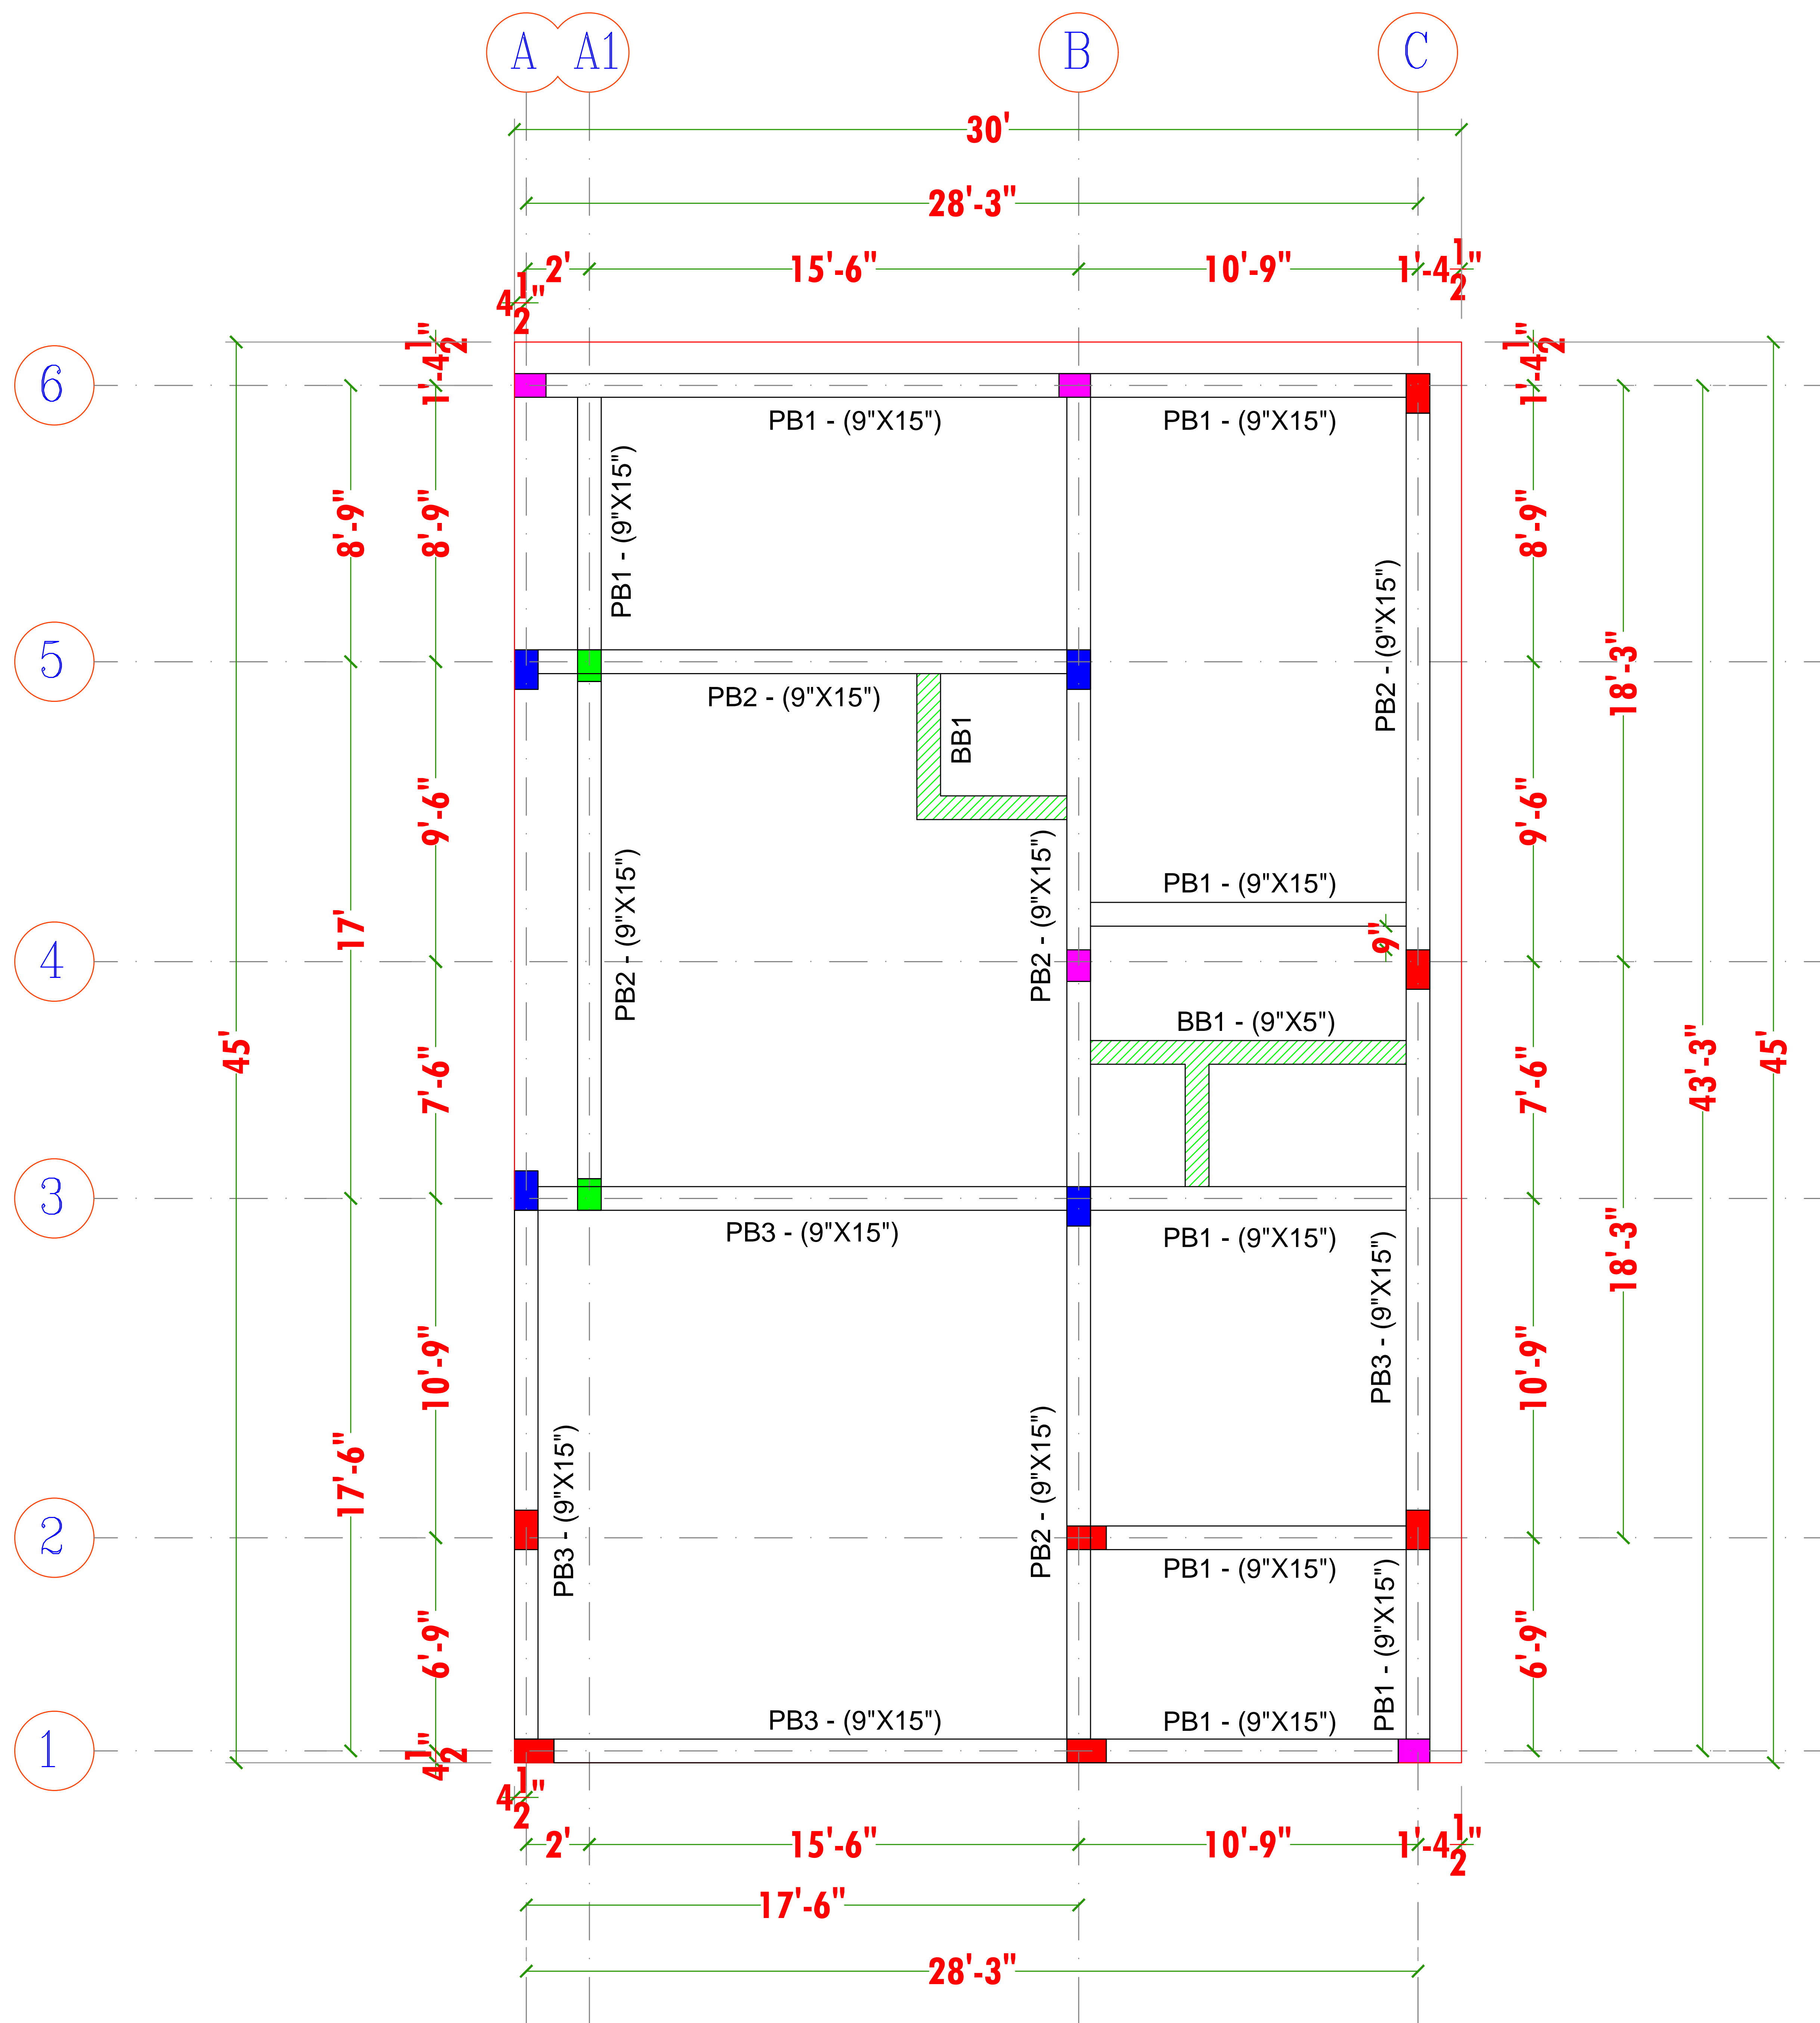 A A1 B C
30'
28'-3"
2' 15'-6" 10'-9" 1'-4 1/2"
4 1/2"
1'-4 1/2" 1'-4 1/2"
6
PB1 - (9"X15") PB1 - (9"X15")
8'-9" 8'-9" PB1 - (9"X15") 8'-9"
5
PB2 - (9"X15")
BB1
PB2 - (9"X15")
18'-3"
9'-6" 9'-6"
PB1 - (9"X15")
17'
PB2 - (9"X15")
PB2 - (9"X15")
9"
4
BB1 - (9"X5")
45' 7'-6" 7'-6" 43'-3" 45'
3
PB3 - (9"X15") PB1 - (9"X15")
18'-3"
PB3 - (9"X15")
10'-9" 10'-9"
17'-6"
PB3 - (9"X15")
PB2 - (9"X15")
2
PB1 - (9"X15")
6'-9" PB1 - (9"X15") 6'-9"
PB3 - (9"X15") PB1 - (9"X15")
1
4 1/2"
4 1/2"
2' 15'-6" 10'-9" 1'-4 1/2"
17'-6"
28'-3"